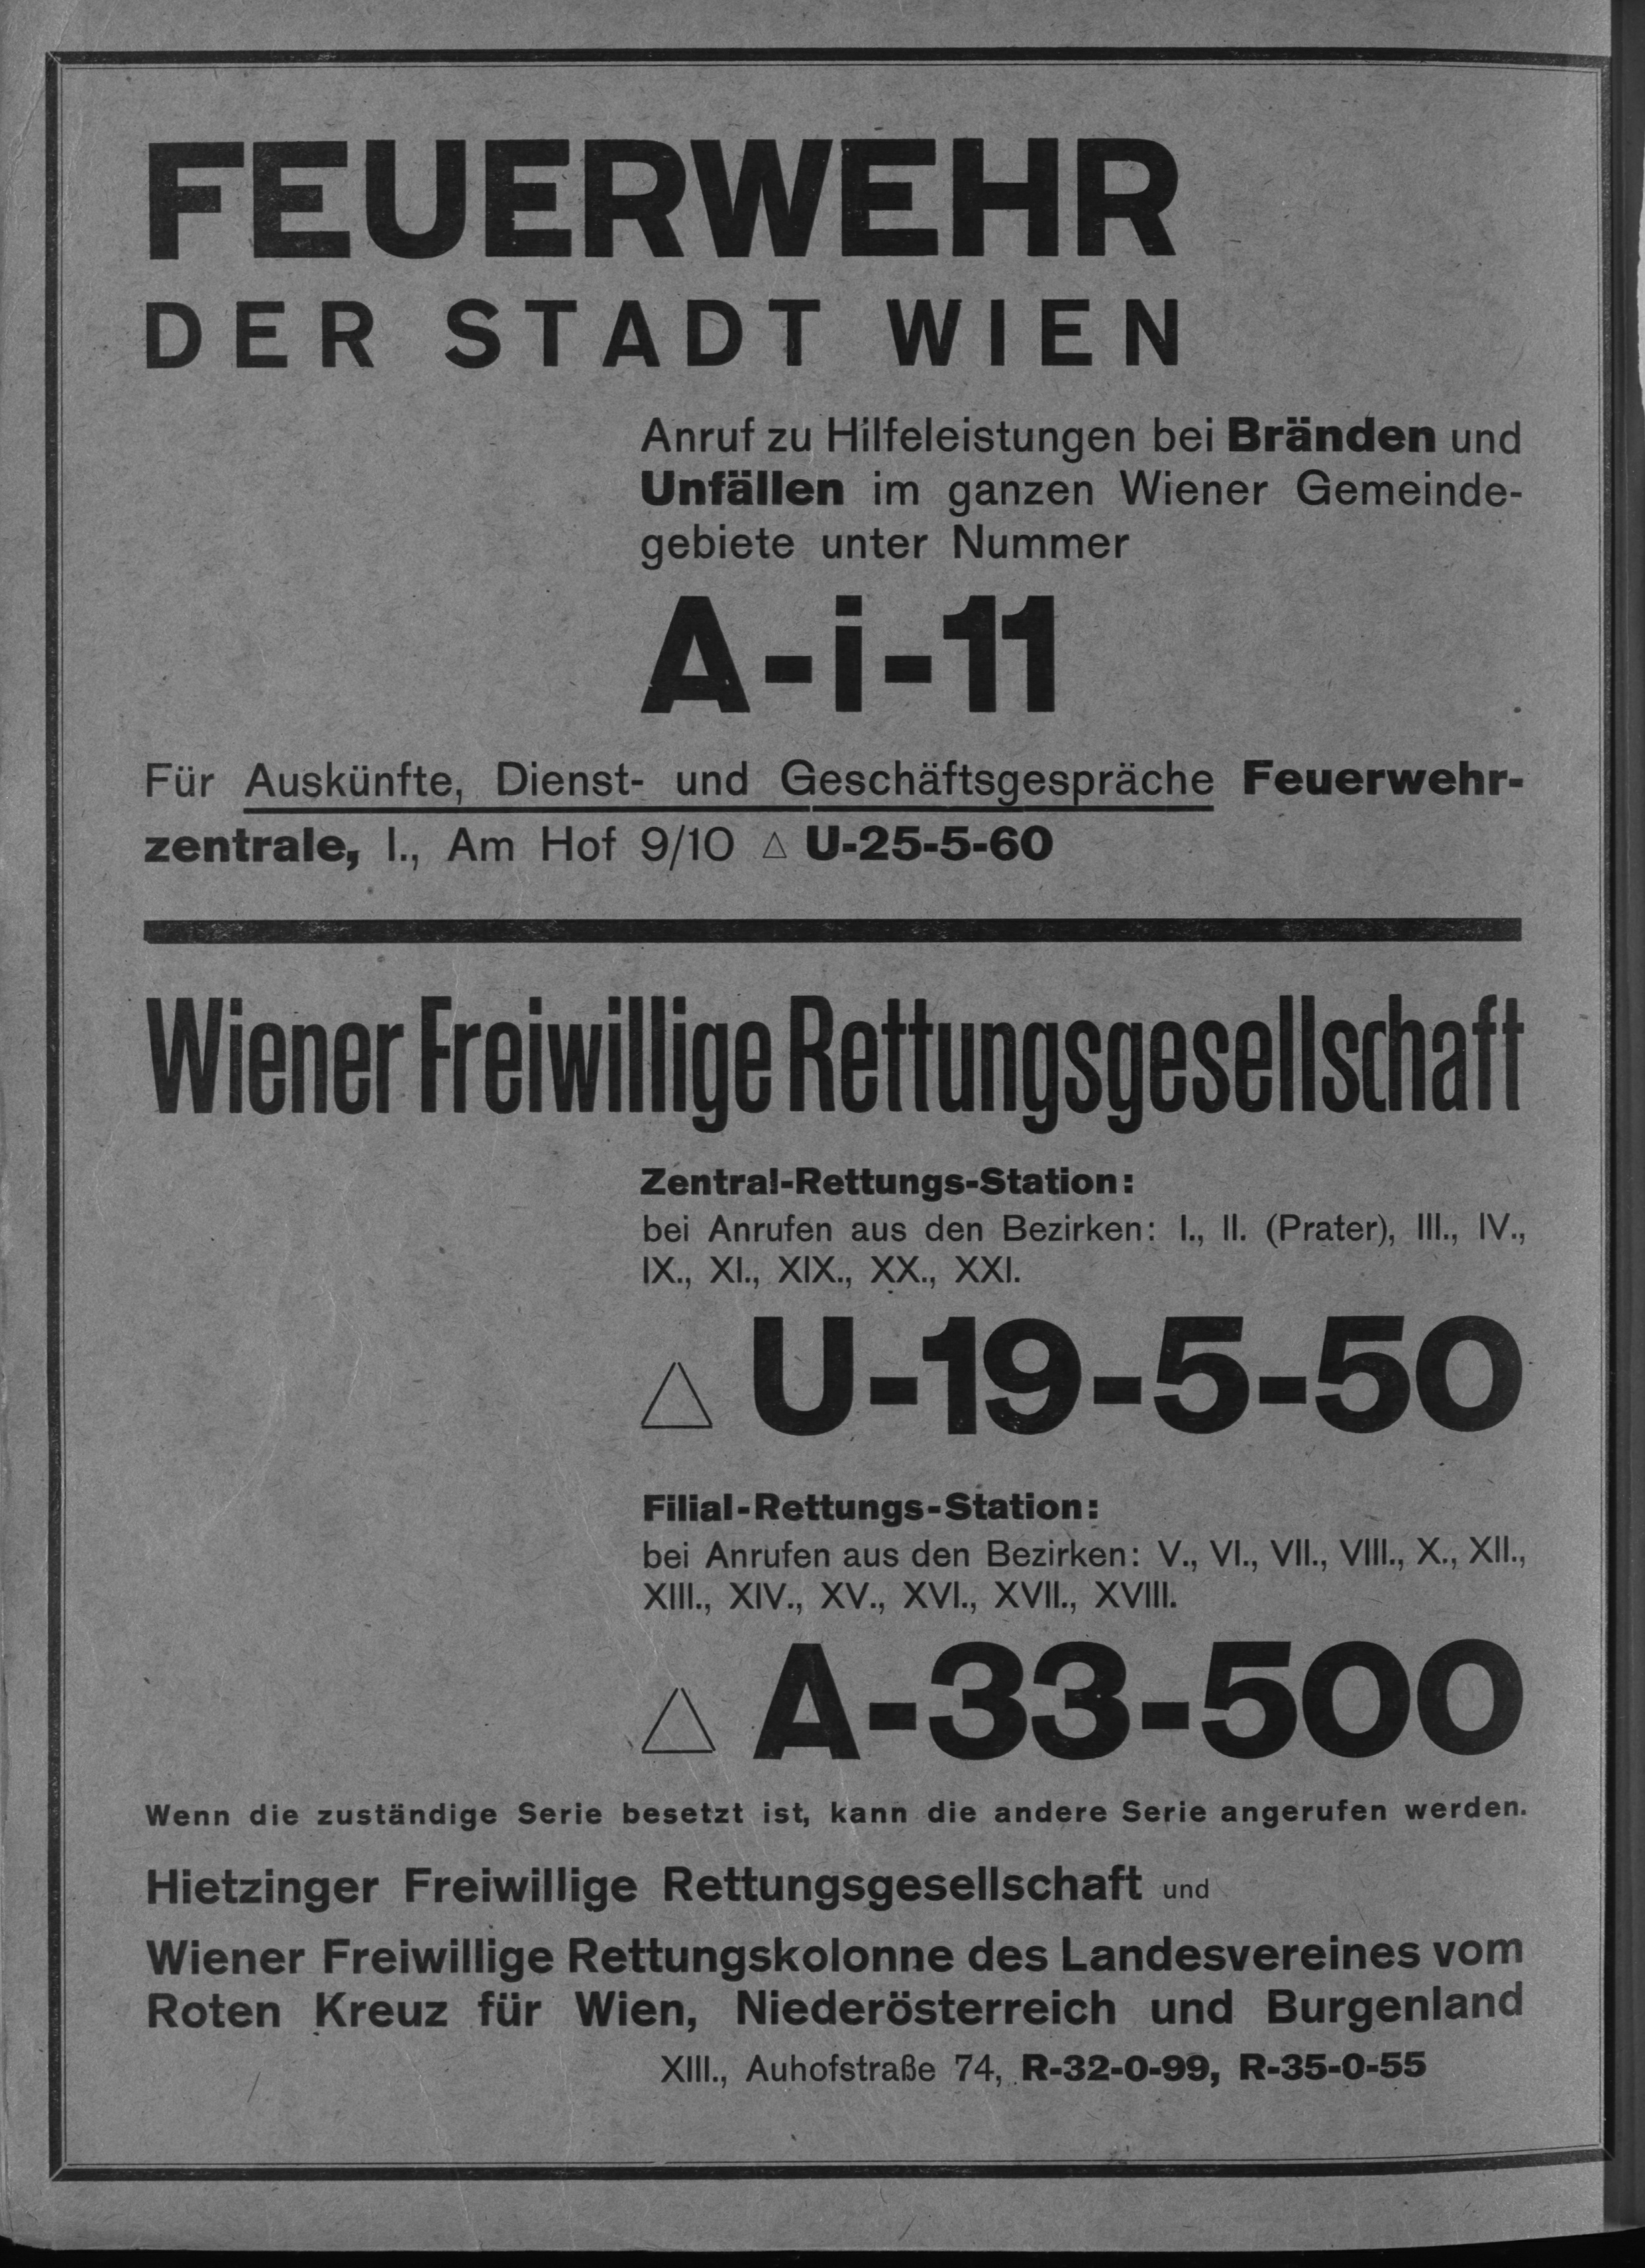 FEUERWEHR
DER STADT WIEN
Anruf zu Hilfeleistungen bei Bränden und
Unfällen im ganzen Wiener Gemeinde-
gebiete unter Nummer
A-i-11
Für Auskünfte, Dienst- und Geschäftsgespräche Feuerwehr-
zentrale, I., Am Hof 9/10 △ U-25-5-60
Wiener Freiwillige Rettungsgesellschaft
Zentral-Rettungs-Station:
bei Anrufen aus den Bezirken: I., II. (Prater), III., IV.,
IX., XI., XIX., XX., XXI.
△ U-19-5-50
Filial-Rettungs-Station:
bei Anrufen aus den Bezirken: V., VI., VII., VIII., X., XII.,
XIII., XIV., XV., XVI., XVII., XVIII.
△ A-33-500
Wenn die zuständige Serie besetzt ist, kann die andere Serie angerufen werden.
Hietzinger Freiwillige Rettungsgesellschaft und
Wiener Freiwillige Rettungskolonne des Landesvereines vom
Roten Kreuz für Wien, Niederösterreich und Burgenland
XIII., Auhofstraße 74, R-32-0-99, R-35-0-55